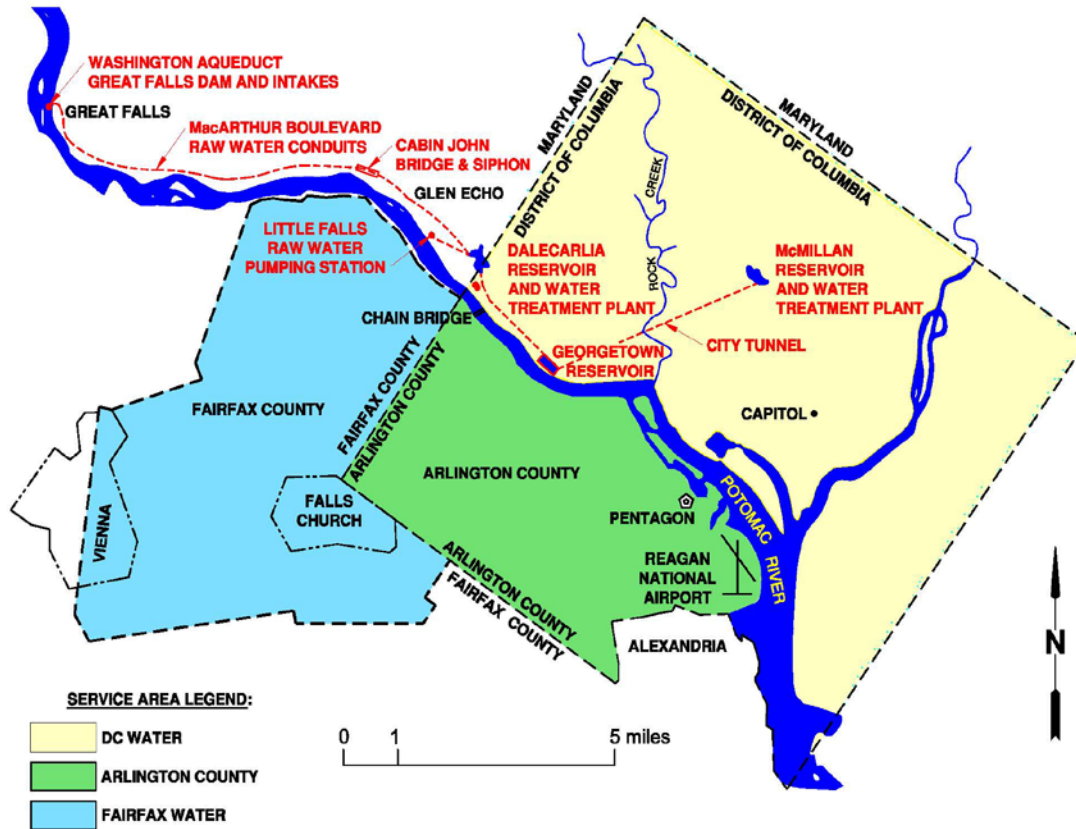 WASHINGTON AQUEDUCT
GREAT FALLS DAM AND INTAKES
GREAT FALLS
MacARTHUR BOULEVARD
RAW WATER CONDUITS
CABIN JOHN
BRIDGE & SIPHON
GLEN ECHO
MARYLAND
DISTRICT OF COLUMBIA
MARYLAND
DISTRICT OF COLUMBIA
ROCK CREEK
LITTLE FALLS
RAW WATER
PUMPING STATION
DALECARLIA
RESERVOIR
AND WATER
TREATMENT PLANT
McMILLAN
RESERVOIR
AND WATER
TREATMENT PLANT
CHAIN BRIDGE
CITY TUNNEL
GEORGETOWN
RESERVOIR
FAIRFAX COUNTY
ARLINGTON COUNTY
FAIRFAX COUNTY
CAPITOL
ARLINGTON COUNTY
VIENNA
FALLS
CHURCH
PENTAGON
POTOMAC RIVER
REAGAN
NATIONAL
AIRPORT
ARLINGTON COUNTY
FAIRFAX COUNTY
ALEXANDRIA
N
SERVICE AREA LEGEND:
DC WATER
ARLINGTON COUNTY
FAIRFAX WATER
0 1 5 miles